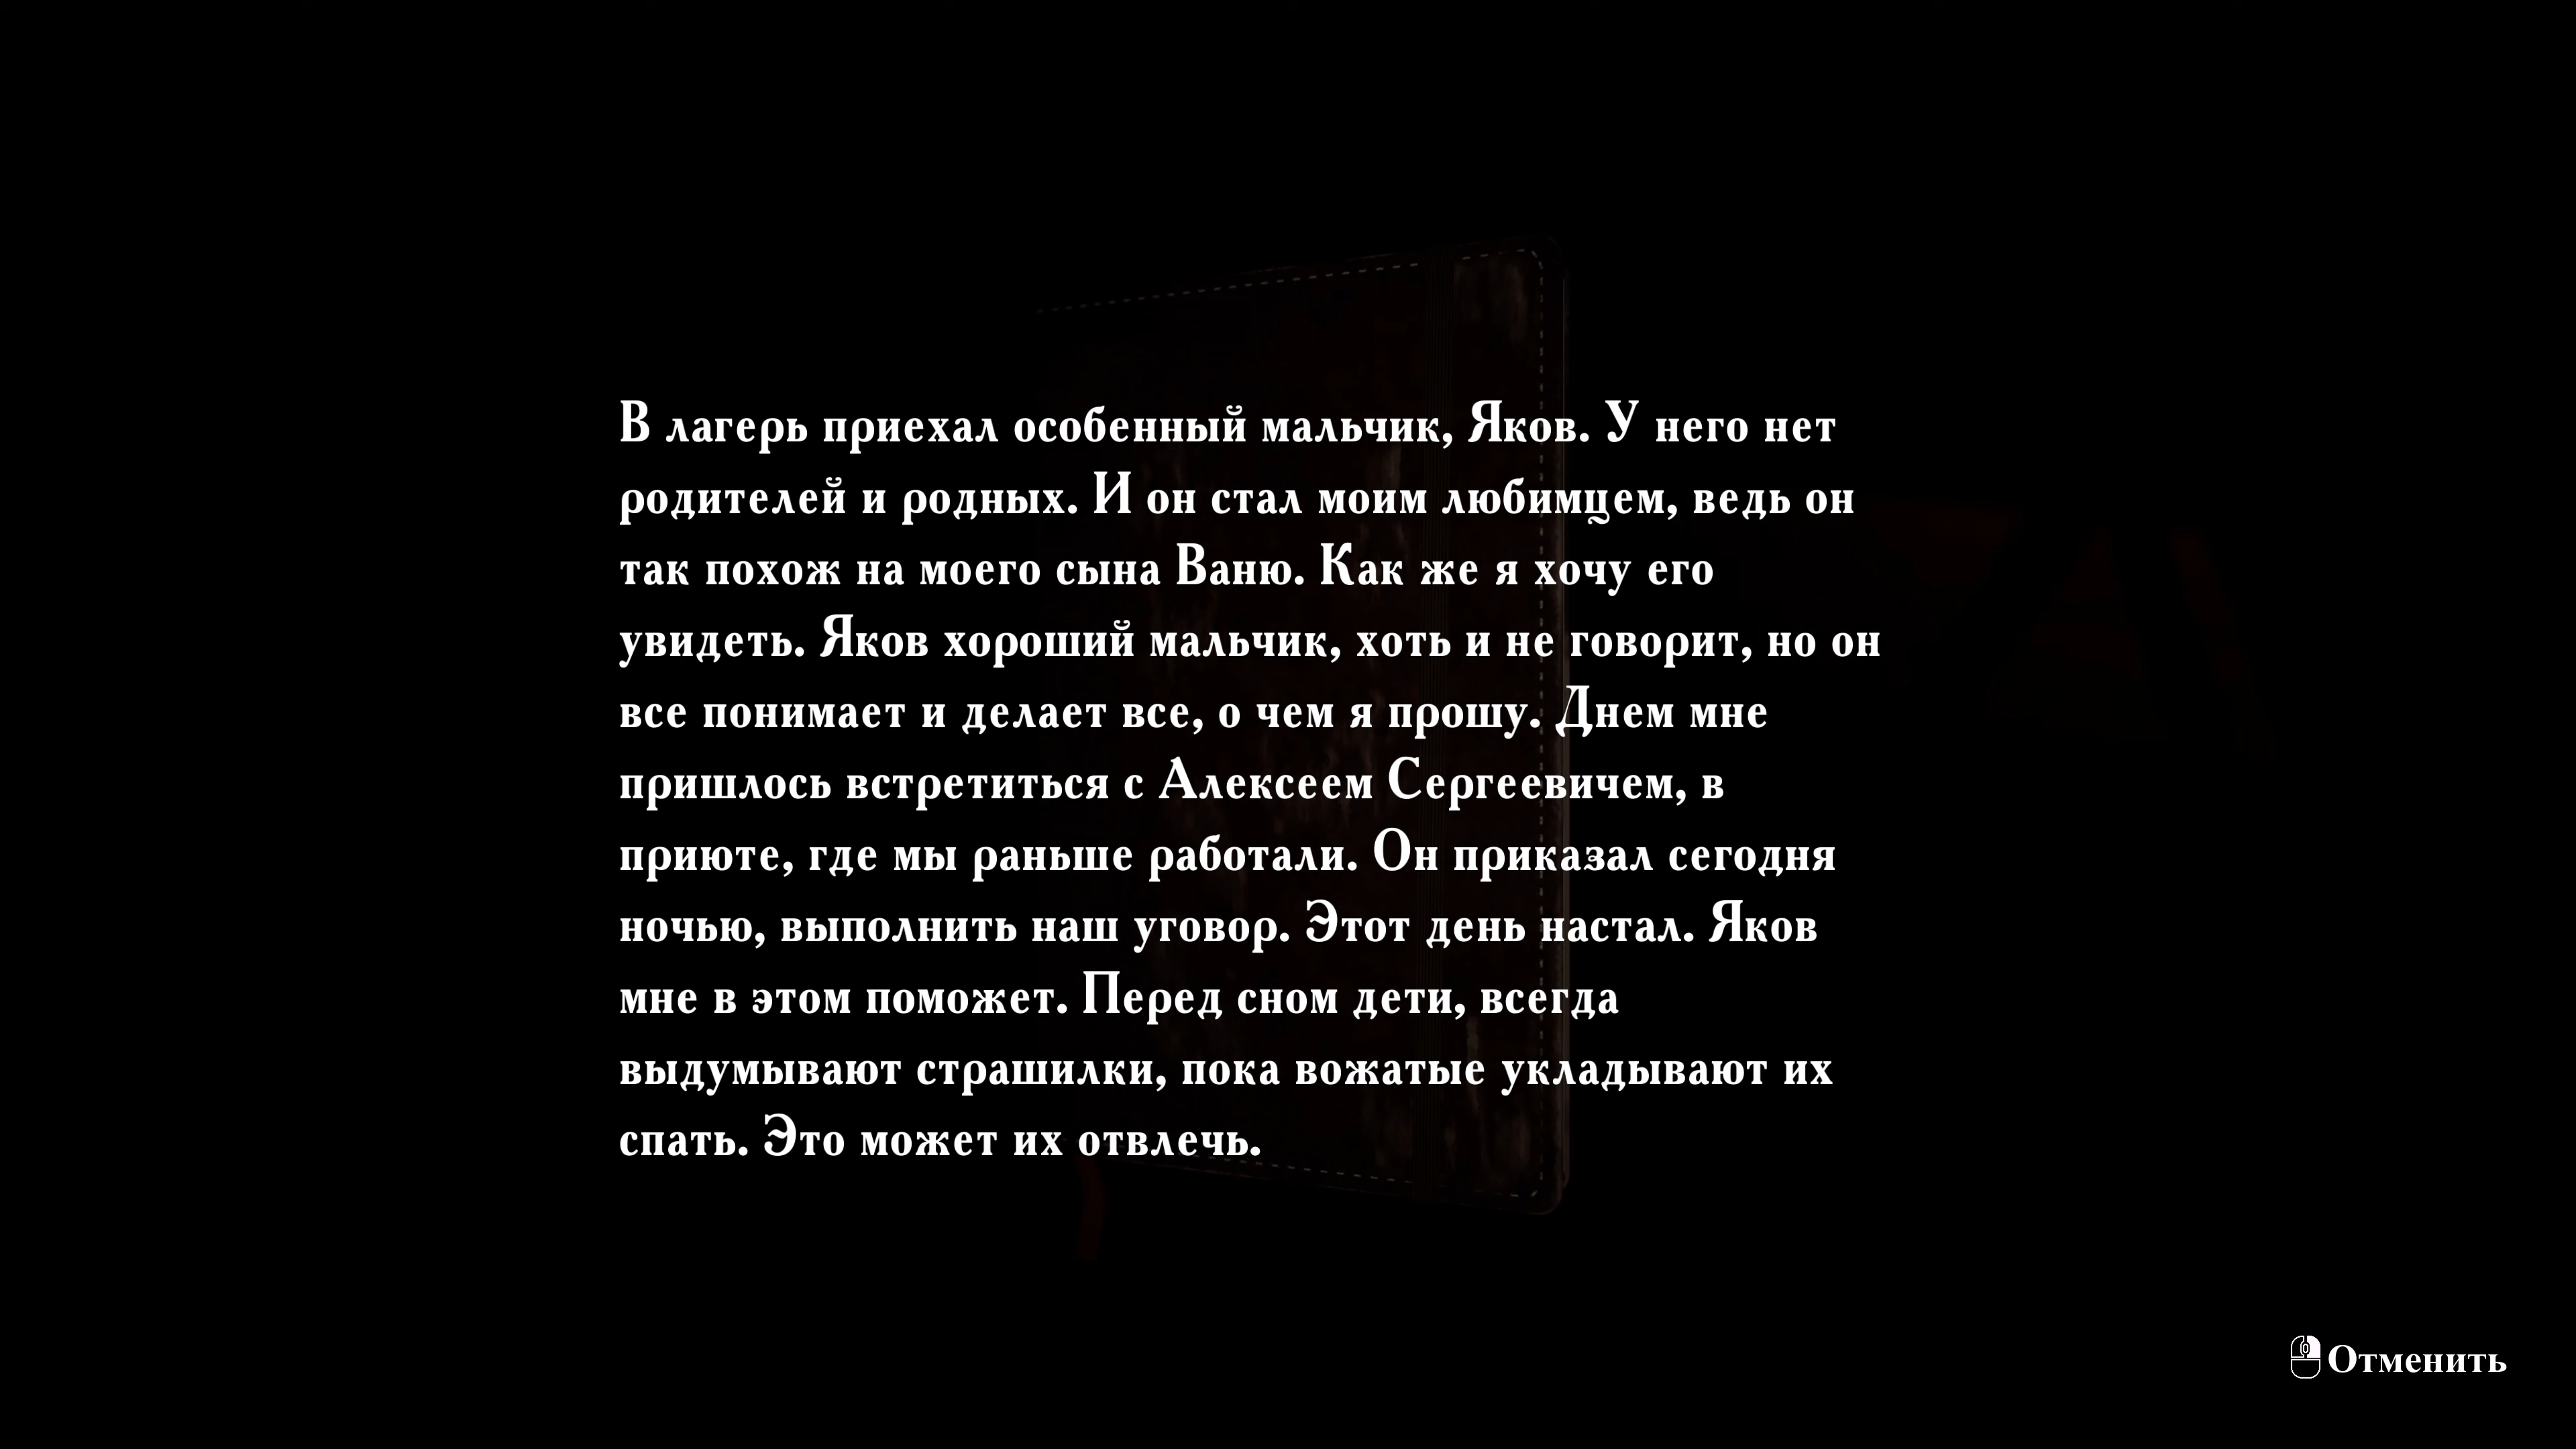 В лагерь приехал особенный мальчик, Яков. У него нет
родителей и родных. И он стал моим любимцем, ведь он
так похож на моего сына Ваню. Как же я хочу его
увидеть. Яков хороший мальчик, хоть и не говорит, но он
все понимает и делает все, о чем я прошу. Днем мне
пришлось встретиться с Алексеем Сергеевичем, в
приюте, где мы раньше работали. Он приказал сегодня
ночью, выполнить наш уговор. Этот день настал. Яков
мне в этом поможет. Перед сном дети, всегда
выдумывают страшилки, пока вожатые укладывают их
спать. Это может их отвлечь.
Отменить